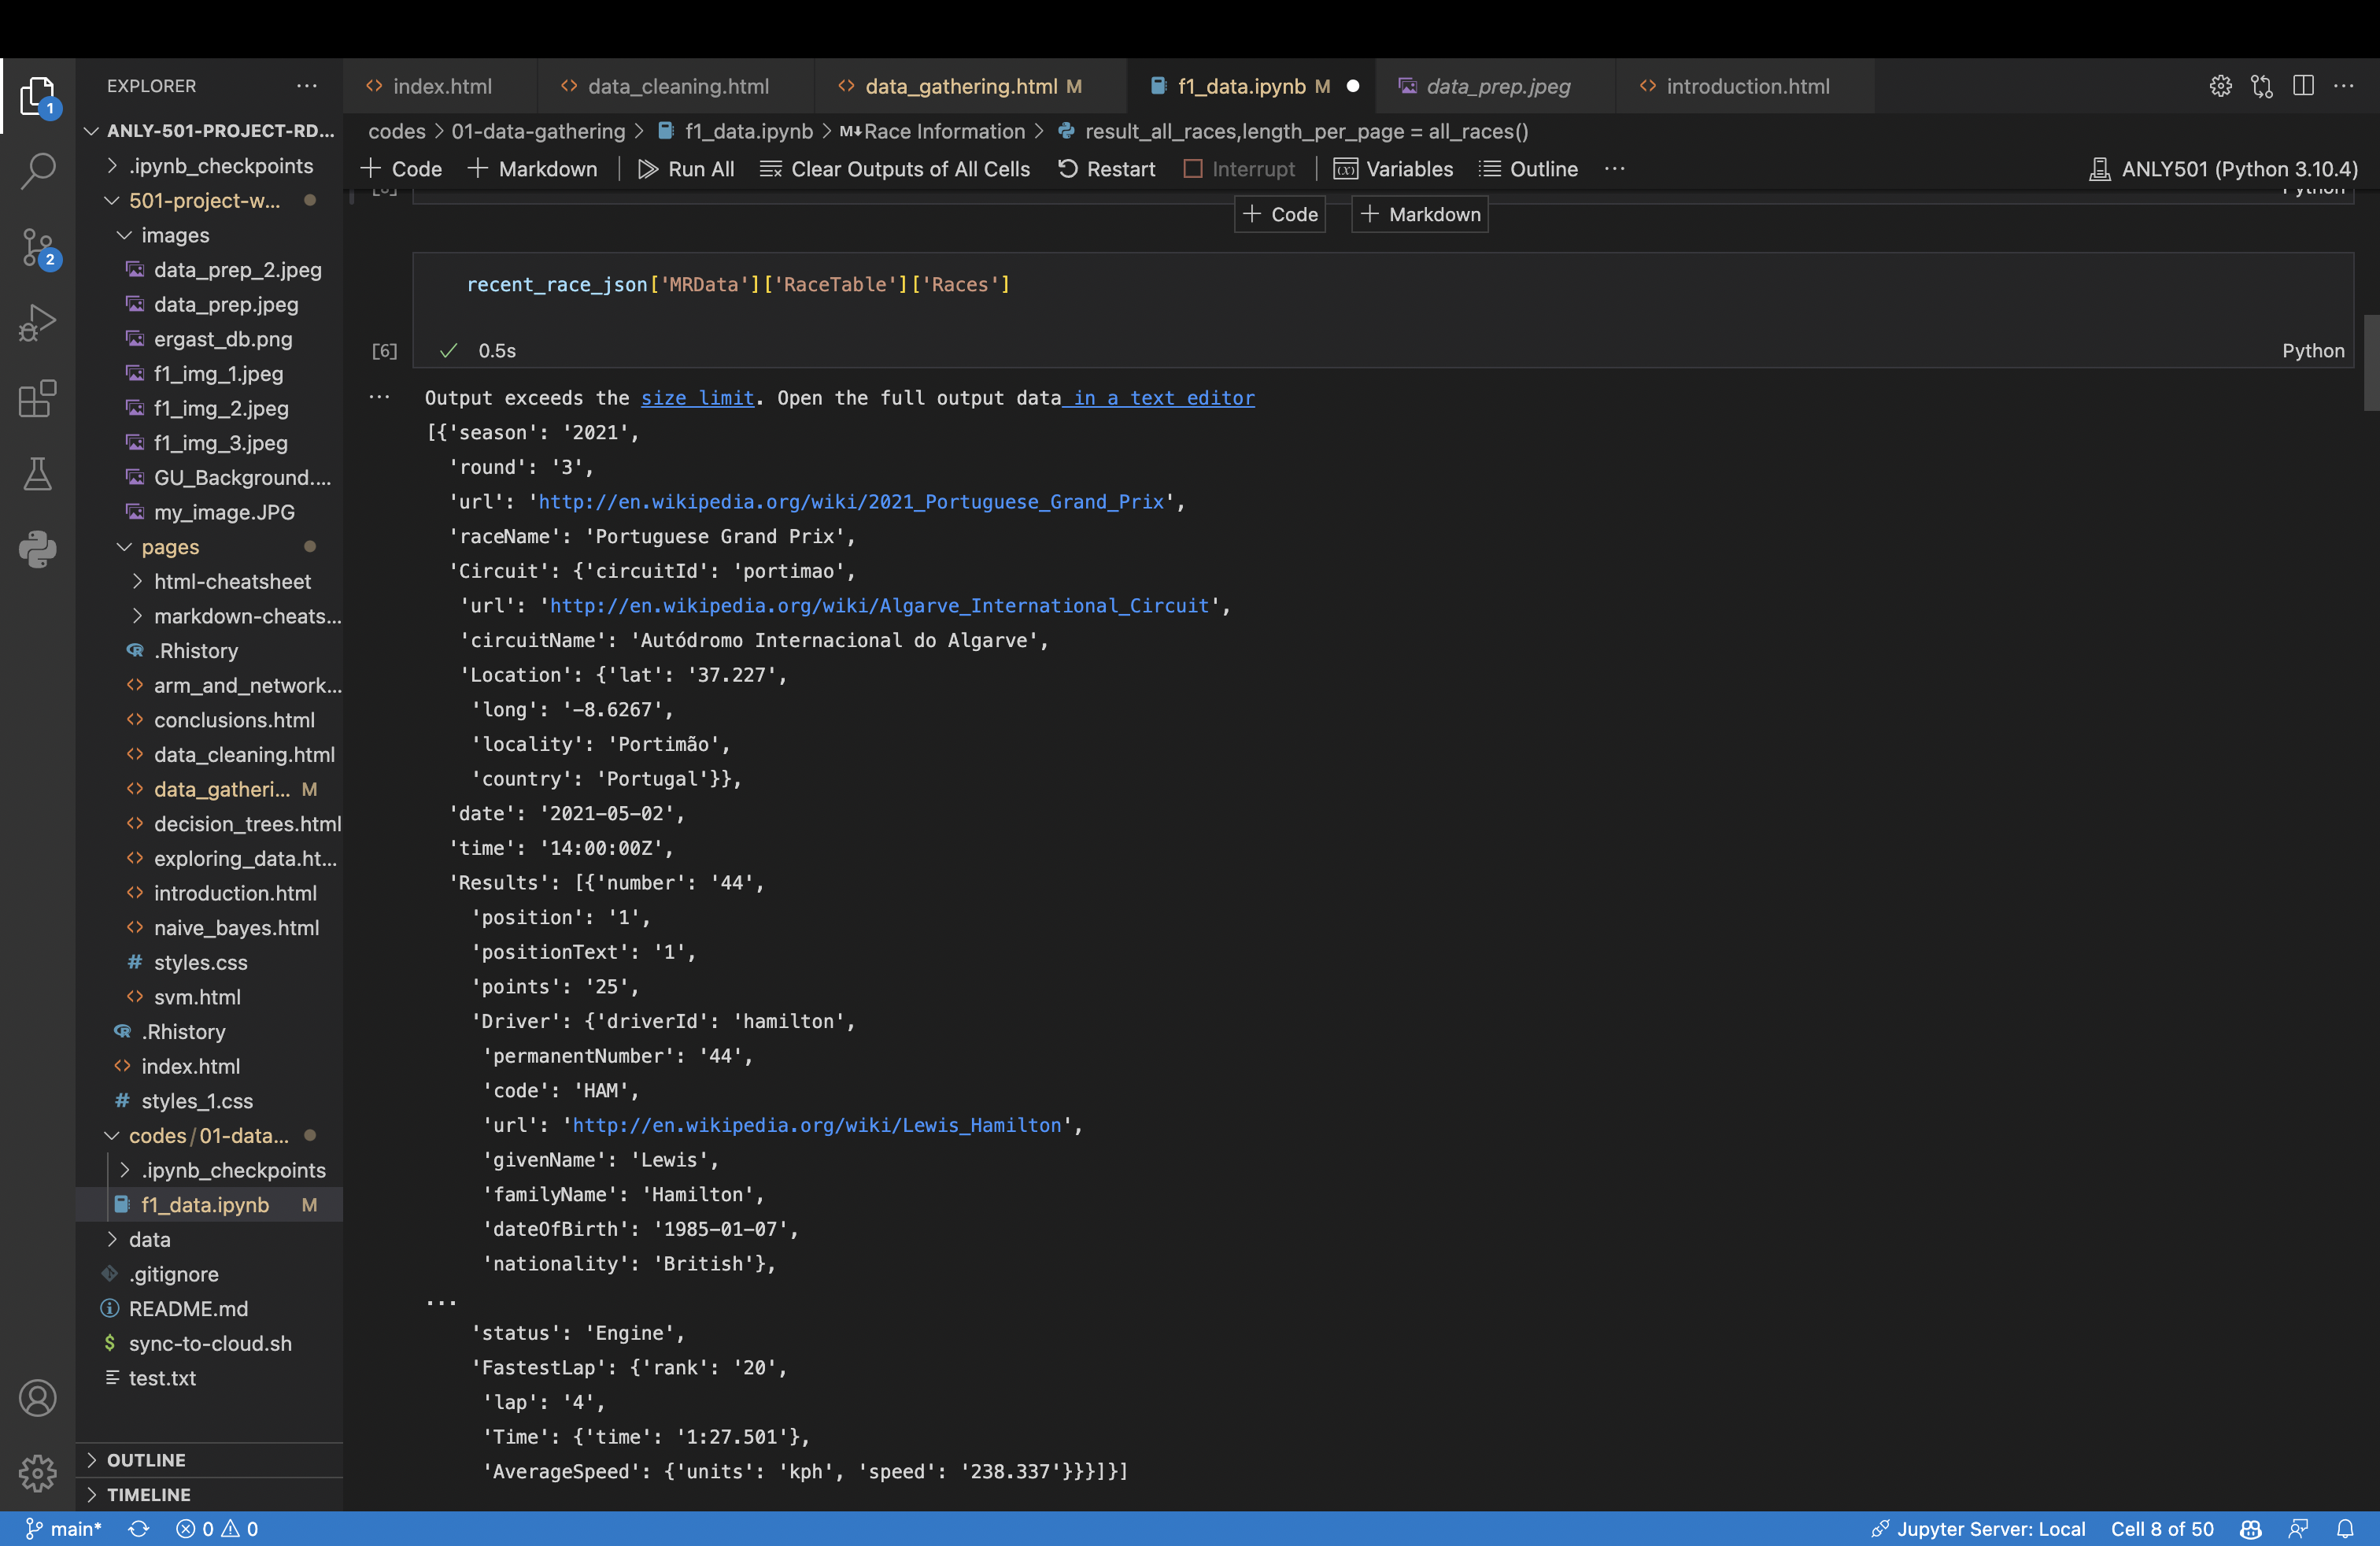 EXPLORER ···
index.html
data_cleaning.html
data_gathering.html M
f1_data.ipynb M
data_prep.jpeg
introduction.html
codes > 01-data-gathering > f1_data.ipynb > M↓Race Information > result_all_races,length_per_page = all_races()
+ Code + Markdown Run All Clear Outputs of All Cells Restart Interrupt Variables Outline ··· ANLY501 (Python 3.10.4)
1
2
ANLY-501-PROJECT-RD...
.ipynb_checkpoints
501-project-w...
images
data_prep_2.jpeg
data_prep.jpeg
ergast_db.png
f1_img_1.jpeg
f1_img_2.jpeg
f1_img_3.jpeg
GU_Background....
my_image.JPG
pages
html-cheatsheet
markdown-cheats...
.Rhistory
arm_and_network...
conclusions.html
data_cleaning.html
data_gatheri... M
decision_trees.html
exploring_data.ht...
introduction.html
naive_bayes.html
styles.css
svm.html
.Rhistory
index.html
styles_1.css
codes/01-data...
.ipynb_checkpoints
f1_data.ipynb M
data
.gitignore
README.md
sync-to-cloud.sh
test.txt
OUTLINE
TIMELINE
Python
+ Code + Markdown
recent_race_json['MRData']['RaceTable']['Races']
[6] 0.5s Python
Output exceeds the size limit. Open the full output data in a text editor
[{'season': '2021',
'round': '3',
'url': 'http://en.wikipedia.org/wiki/2021_Portuguese_Grand_Prix',
'raceName': 'Portuguese Grand Prix',
'Circuit': {'circuitId': 'portimao',
'url': 'http://en.wikipedia.org/wiki/Algarve_International_Circuit',
'circuitName': 'Autódromo Internacional do Algarve',
'Location': {'lat': '37.227',
'long': '-8.6267',
'locality': 'Portimão',
'country': 'Portugal'}},
'date': '2021-05-02',
'time': '14:00:00Z',
'Results': [{'number': '44',
'position': '1',
'positionText': '1',
'points': '25',
'Driver': {'driverId': 'hamilton',
'permanentNumber': '44',
'code': 'HAM',
'url': 'http://en.wikipedia.org/wiki/Lewis_Hamilton',
'givenName': 'Lewis',
'familyName': 'Hamilton',
'dateOfBirth': '1985-01-07',
'nationality': 'British'},
...
'status': 'Engine',
'FastestLap': {'rank': '20',
'lap': '4',
'Time': {'time': '1:27.501'},
'AverageSpeed': {'units': 'kph', 'speed': '238.337'}}}]}]
main* 0 0 Jupyter Server: Local Cell 8 of 50